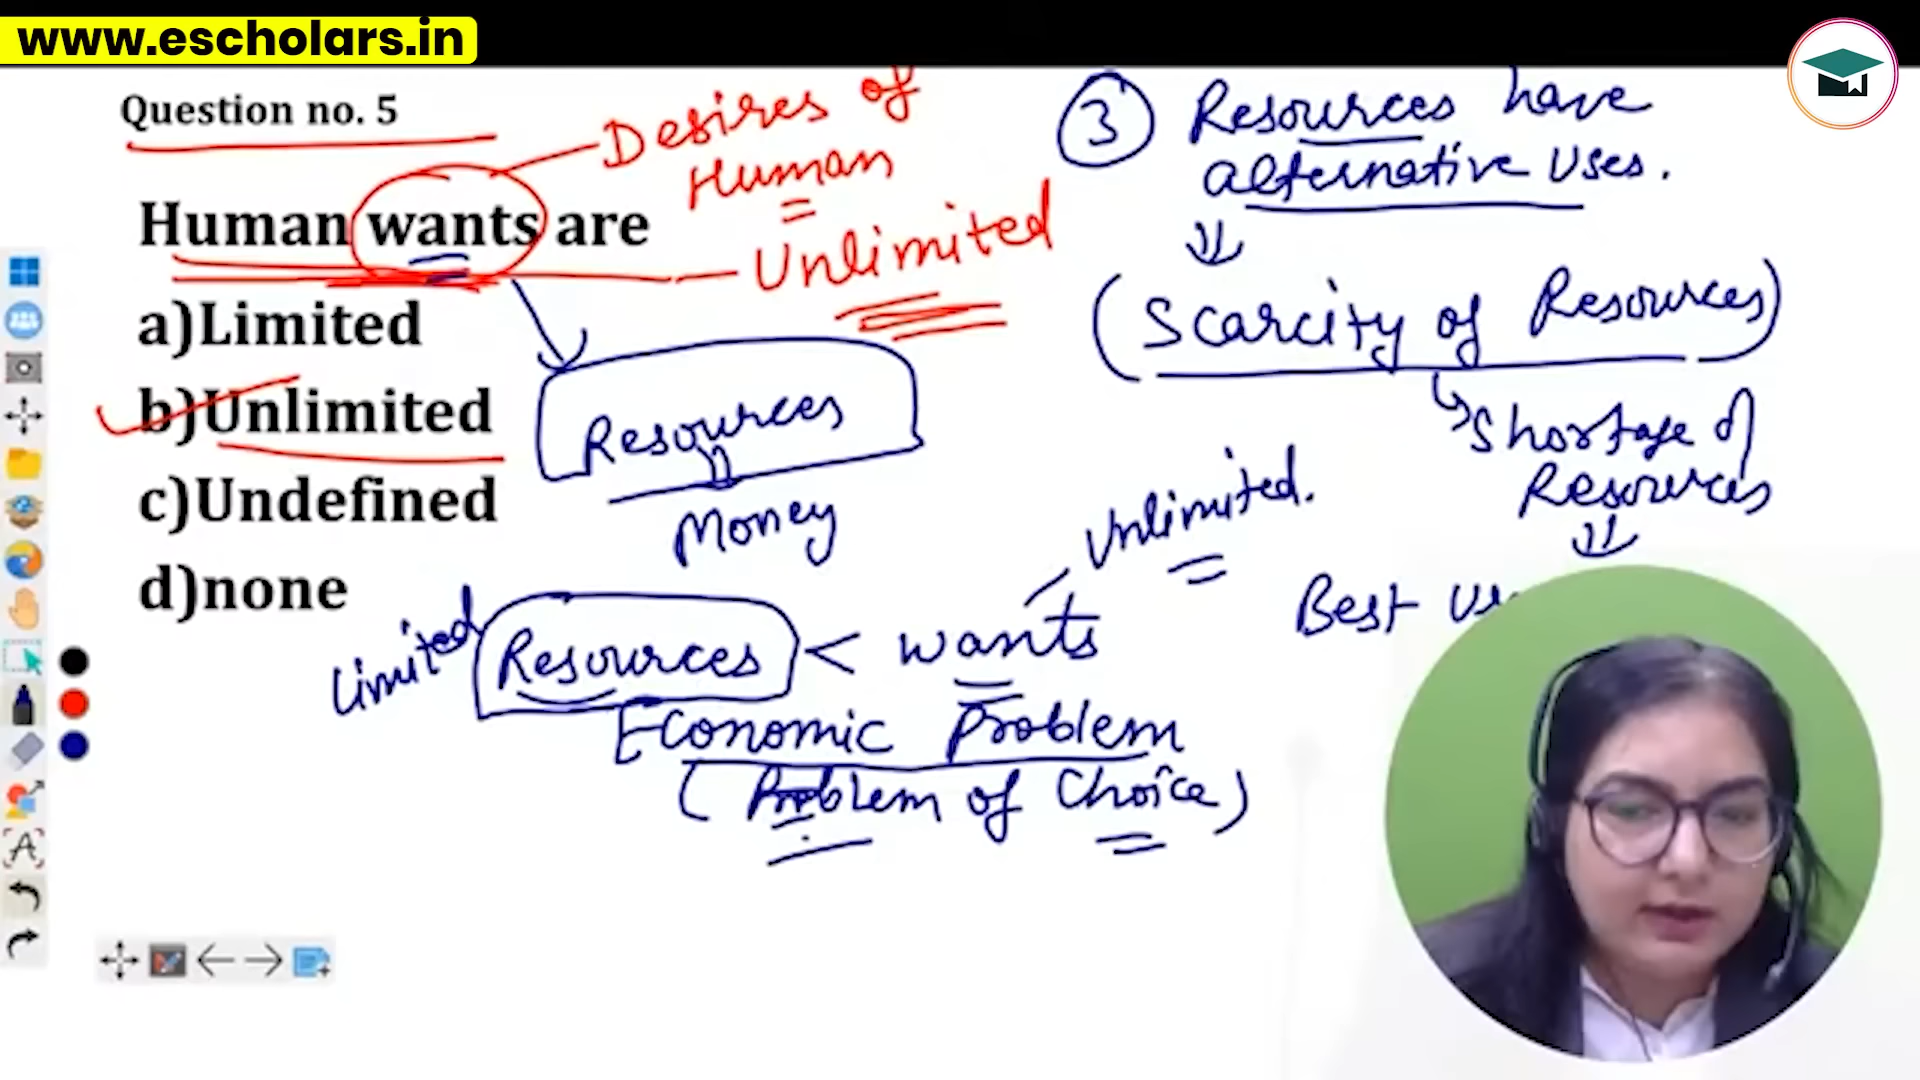 www.escholars.in
Question no. 5
Human wants are
a)Limited
b)Unlimited
c)Undefined
d)none
Desires of
Human
Unlimited
Resources
Money
Limited
Resources < wants
Unlimited.
Economic Problem
(Problem of Choice)
3 Resources have
alternative Uses.
(Scarcity of Resources)
Shortage of
Resources
Best